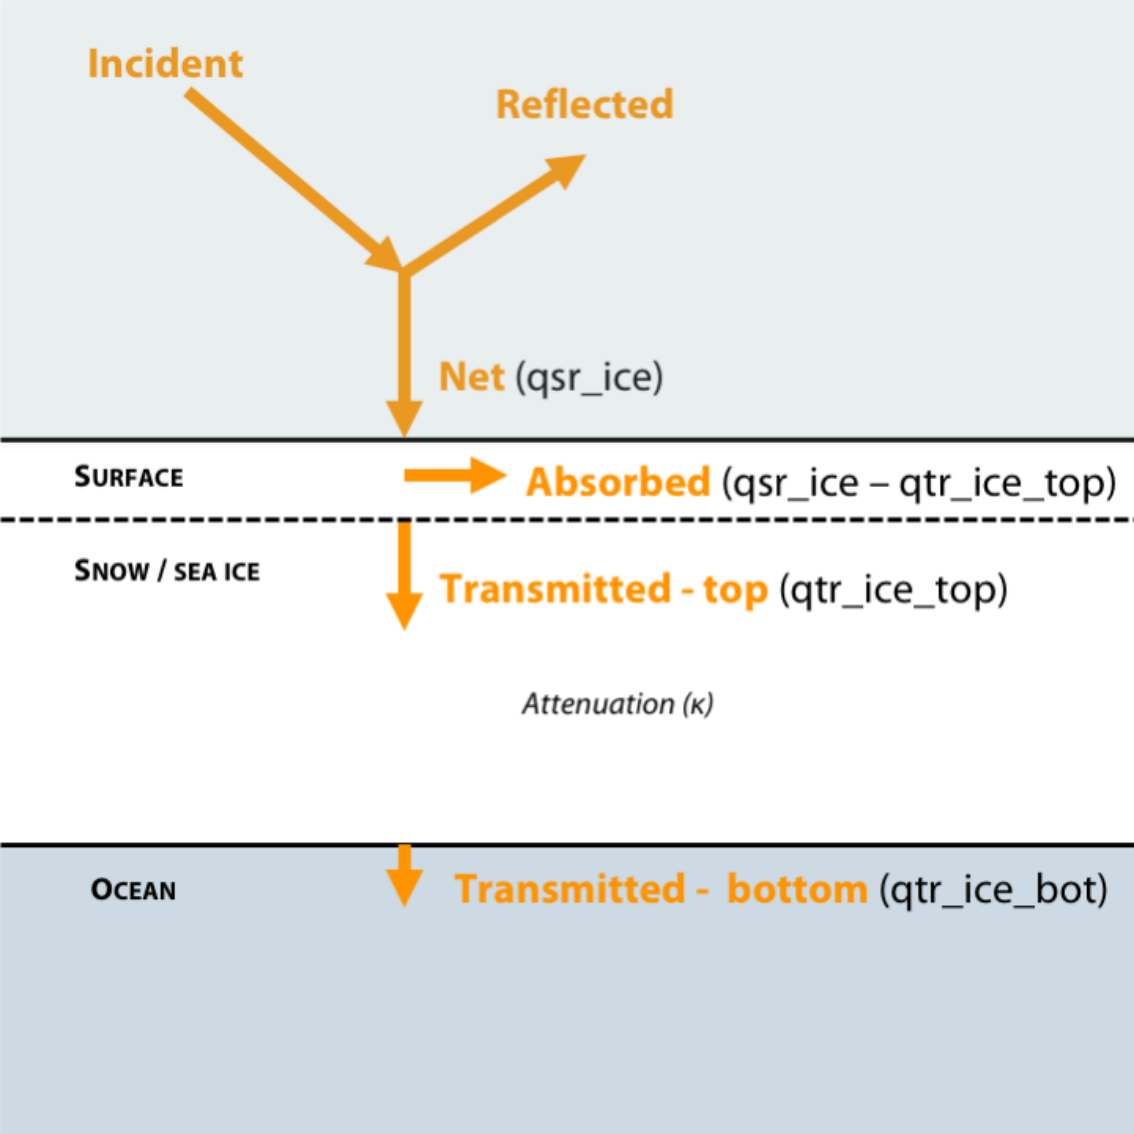 Incident
Reflected
Net (qsr_ice)
SURFACE
Absorbed (qsr_ice – qtr_ice_top)
SNOW / SEA ICE
Transmitted - top (qtr_ice_top)
Attenuation (κ)
OCEAN
Transmitted - bottom (qtr_ice_bot)